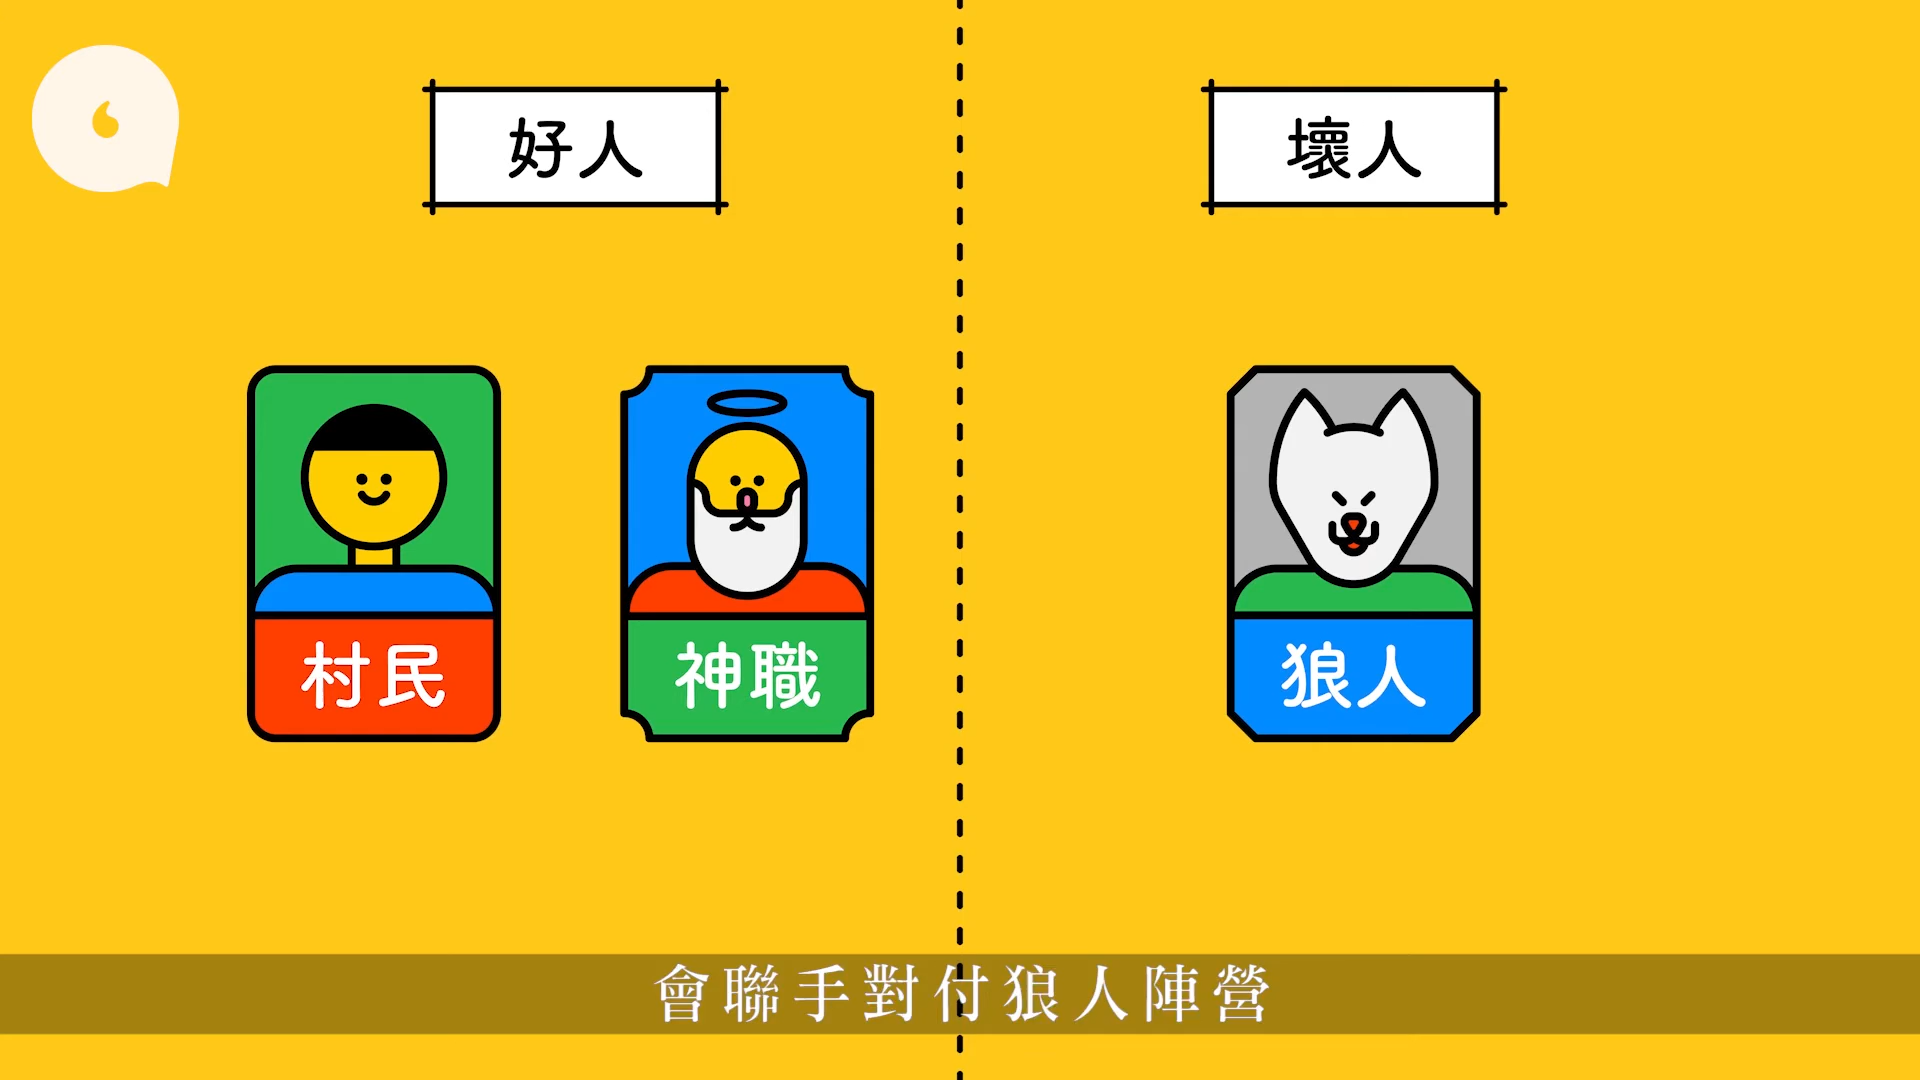 好人
壞人
村民
神職
狼人
會聯手對付狼人陣營